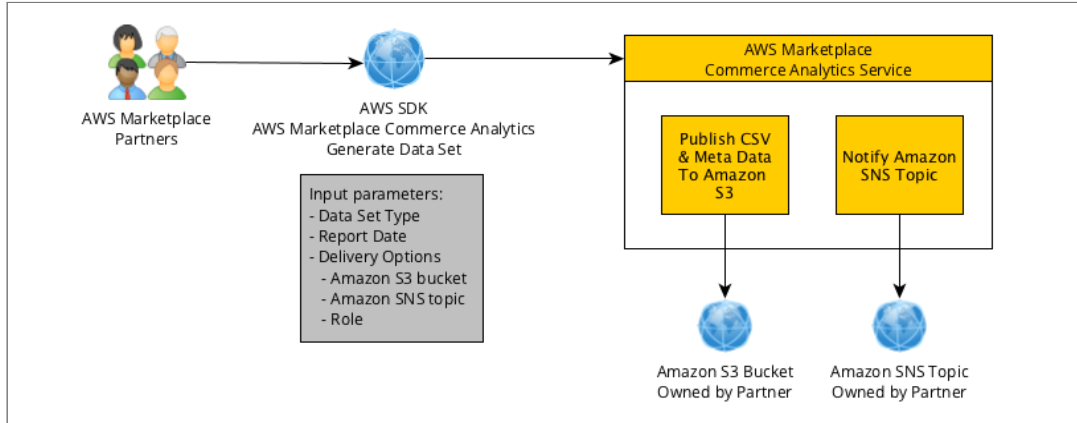 AWS Marketplace
Partners
AWS SDK
AWS Marketplace Commerce Analytics
Generate Data Set
Input parameters:
- Data Set Type
- Report Date
- Delivery Options
- Amazon S3 bucket
- Amazon SNS topic
- Role
AWS Marketplace
Commerce Analytics Service
Publish CSV
& Meta Data
To Amazon
S3
Notify Amazon
SNS Topic
Amazon S3 Bucket
Owned by Partner
Amazon SNS Topic
Owned by Partner